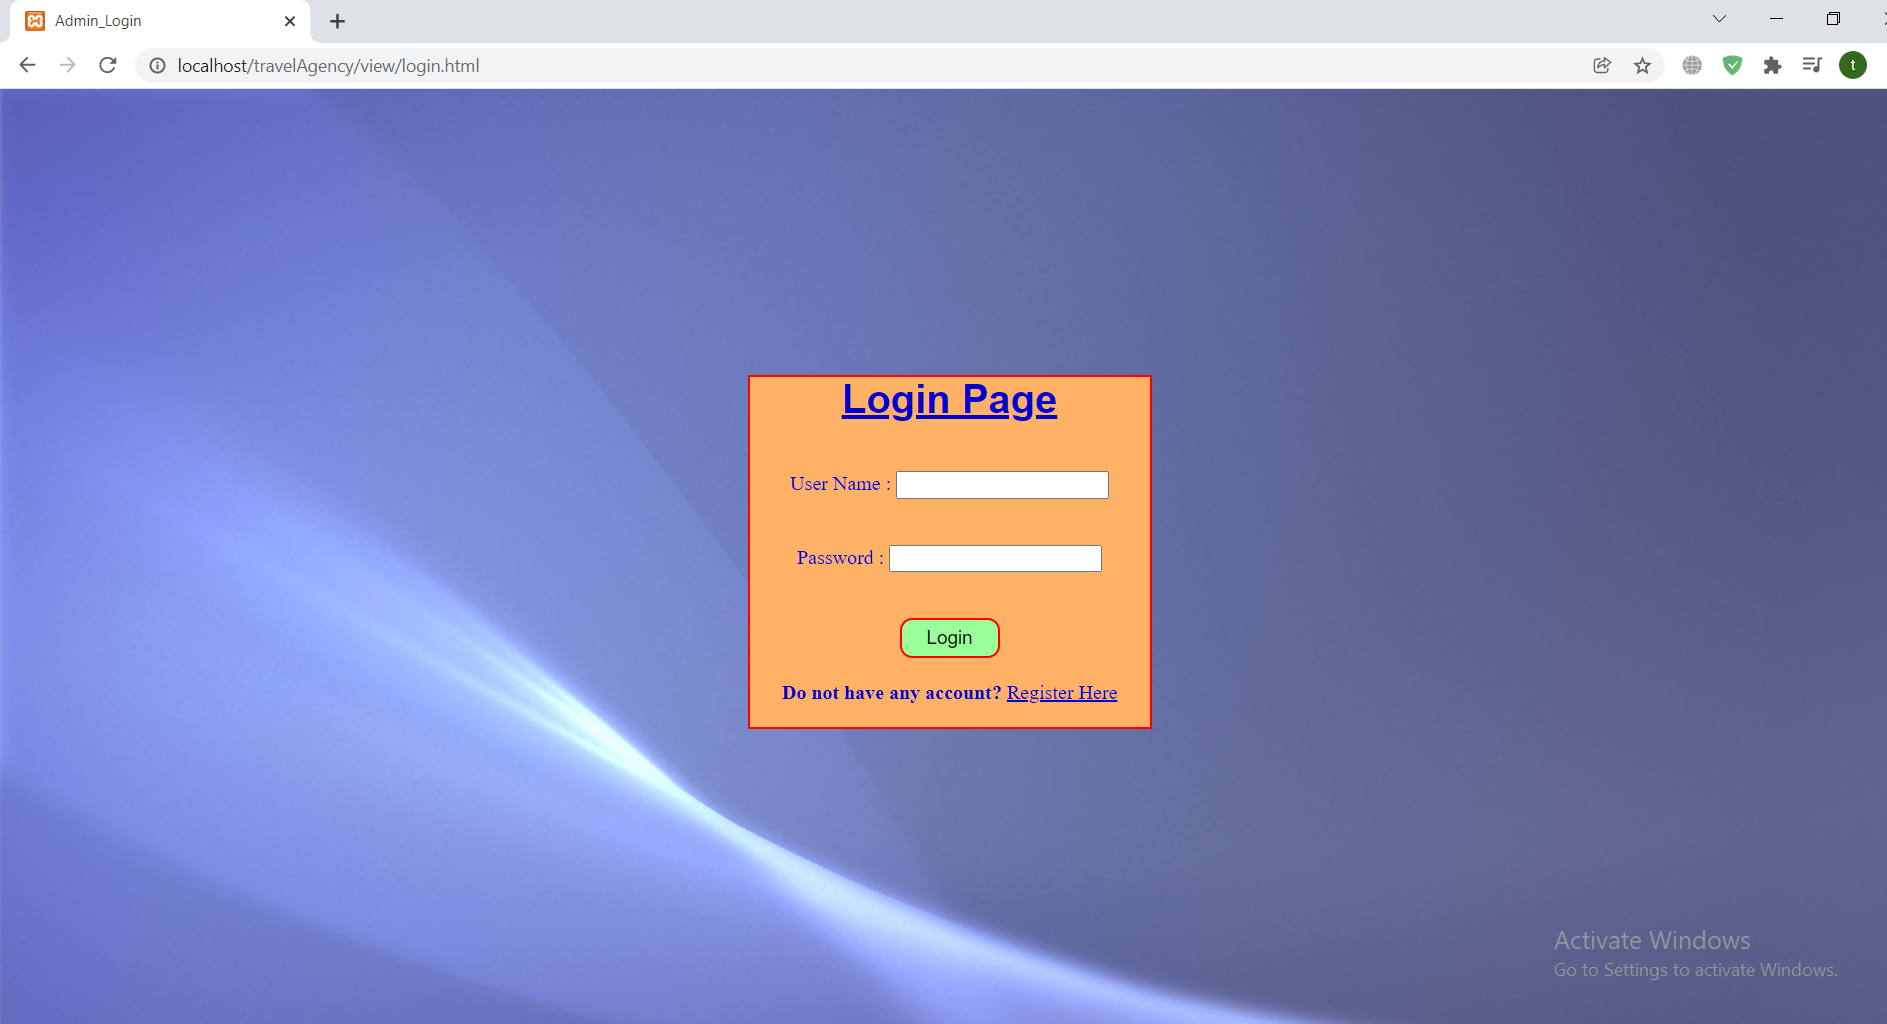 Admin_Login
localhost/travelAgency/view/login.html
t
Login Page
User Name :
Password :
Login
Do not have any account? Register Here
Activate Windows
Go to Settings to activate Windows.